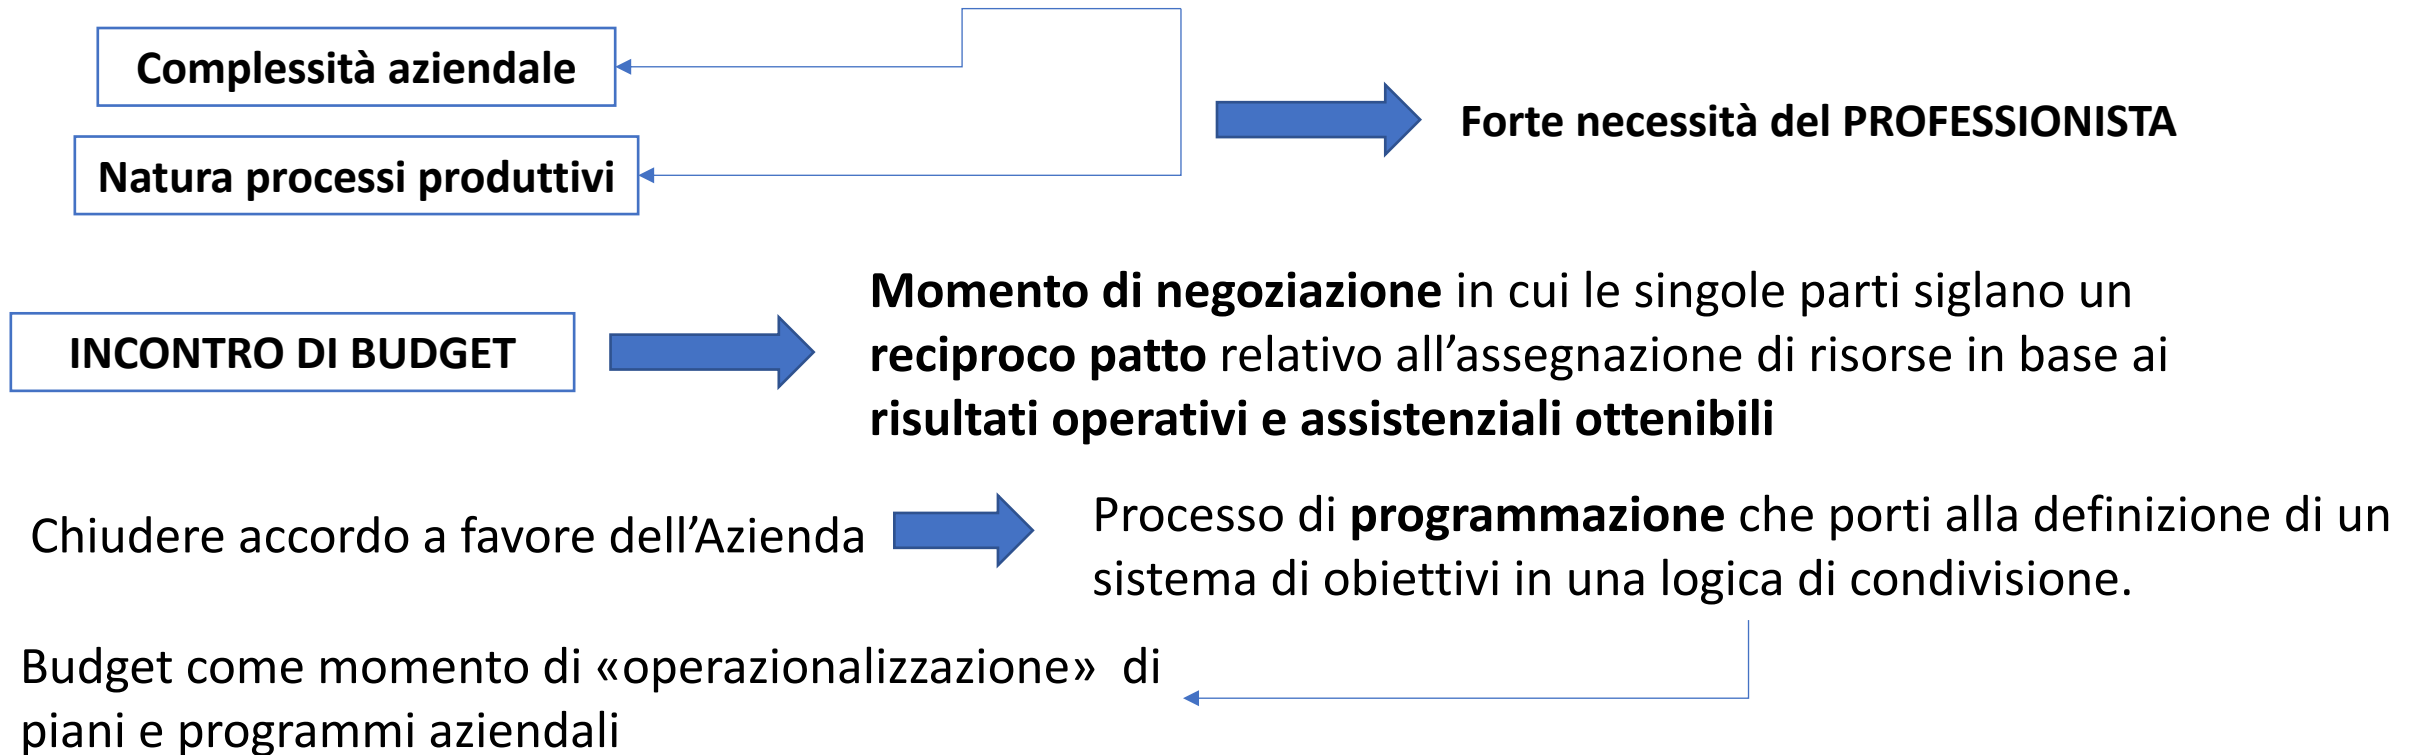 Complessità aziendale
Forte necessità del PROFESSIONISTA
Natura processi produttivi
Momento di negoziazione in cui le singole parti siglano un
reciproco patto relativo all’assegnazione di risorse in base ai
risultati operativi e assistenziali ottenibili
INCONTRO DI BUDGET
Chiudere accordo a favore dell’Azienda
Processo di programmazione che porti alla definizione di un
sistema di obiettivi in una logica di condivisione.
Budget come momento di «operazionalizzazione»  di
piani e programmi aziendali